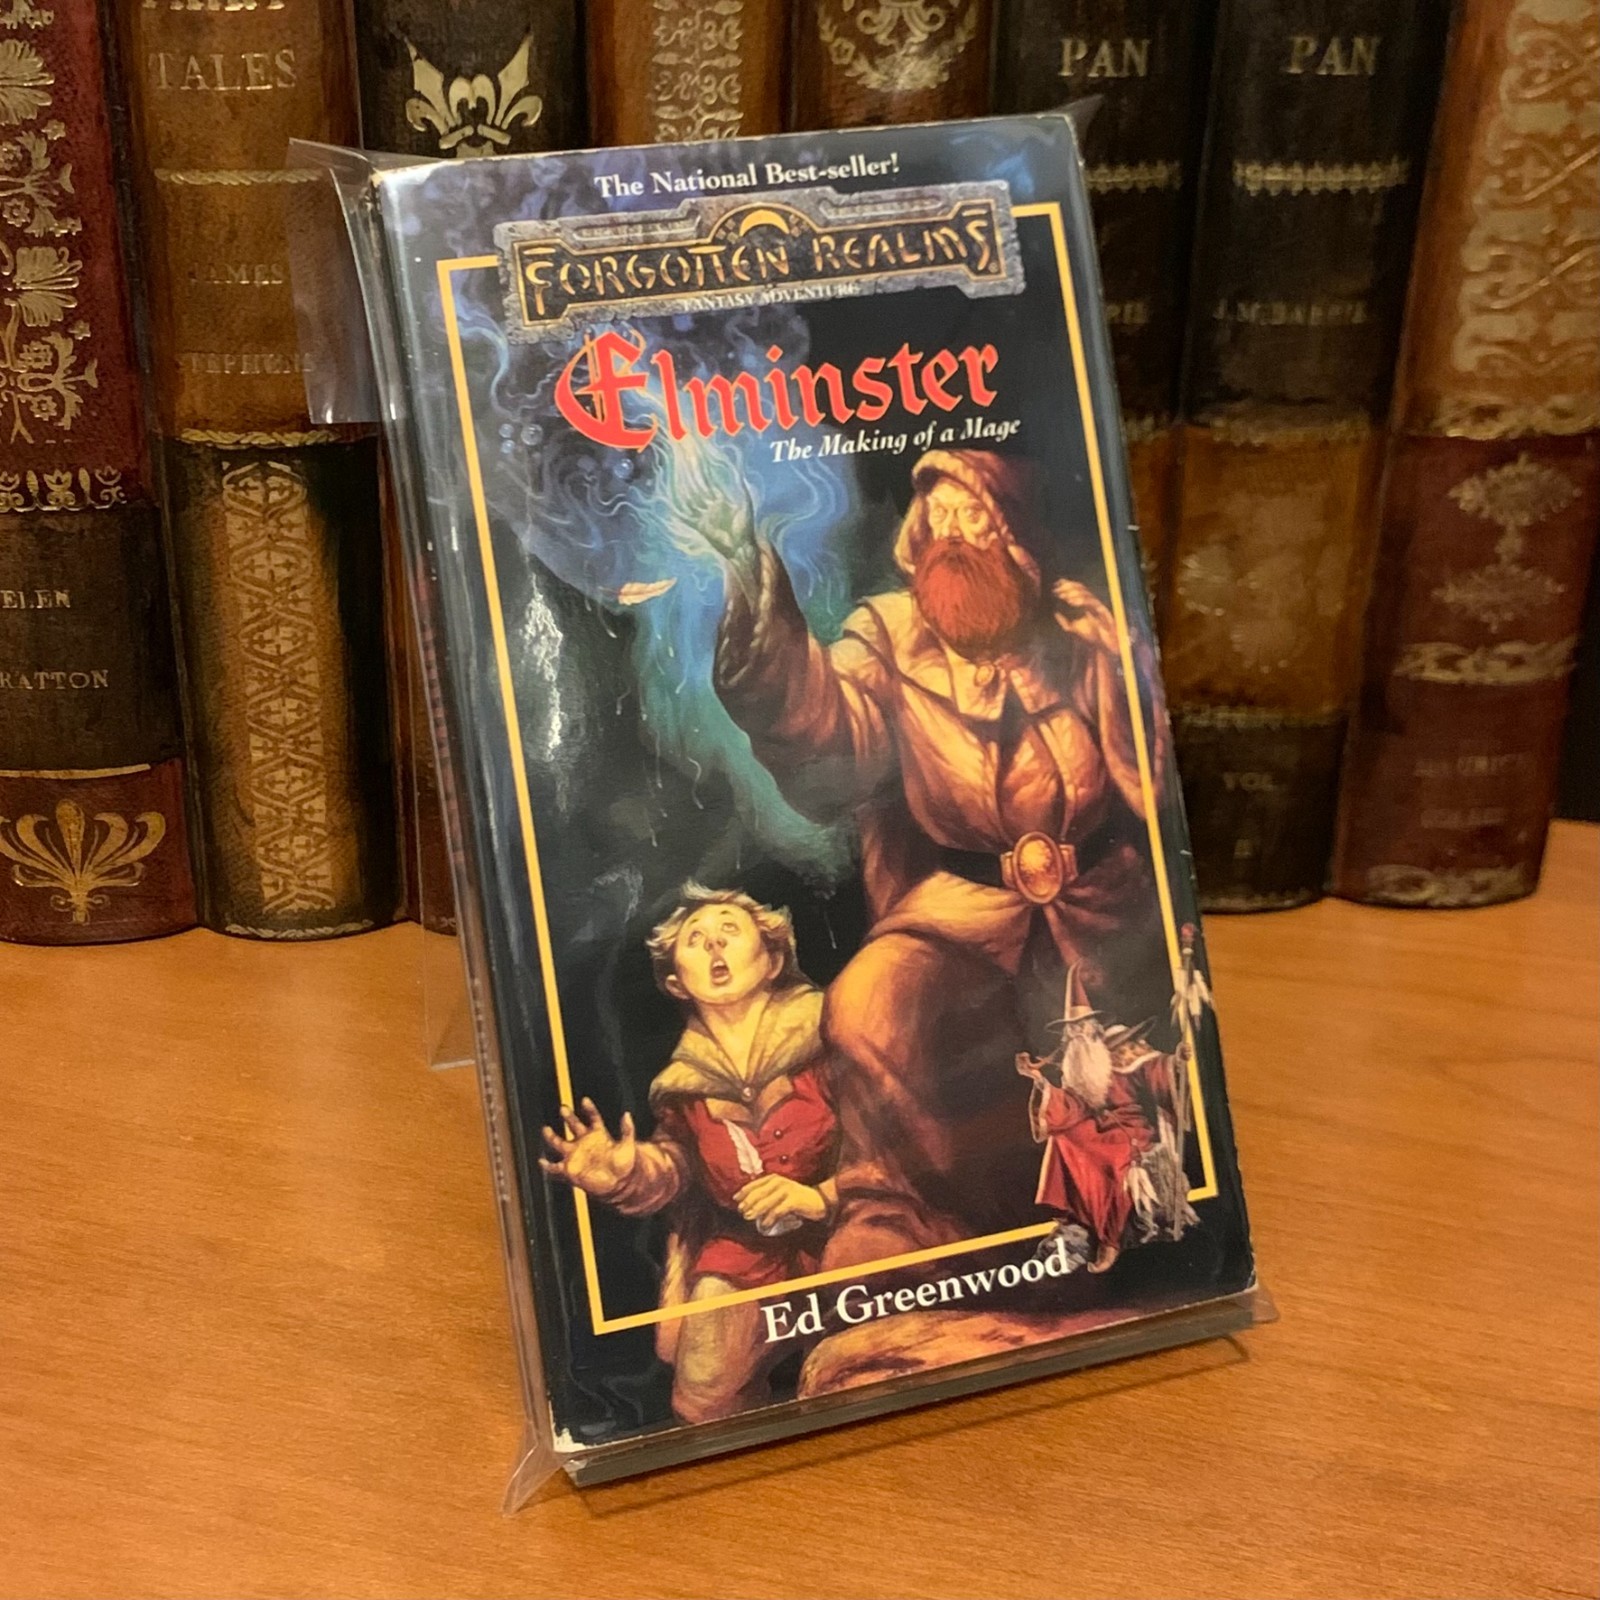 The National Best-seller!
FORGOTTEN REALMS
FANTASY ADVENTURE
Elminster
The Making of a Mage
Ed Greenwood
TALES
JAMES
STEPHENS
ELEN
RATTON
PAN
PAN
J.M. BARRIE
VOL
II